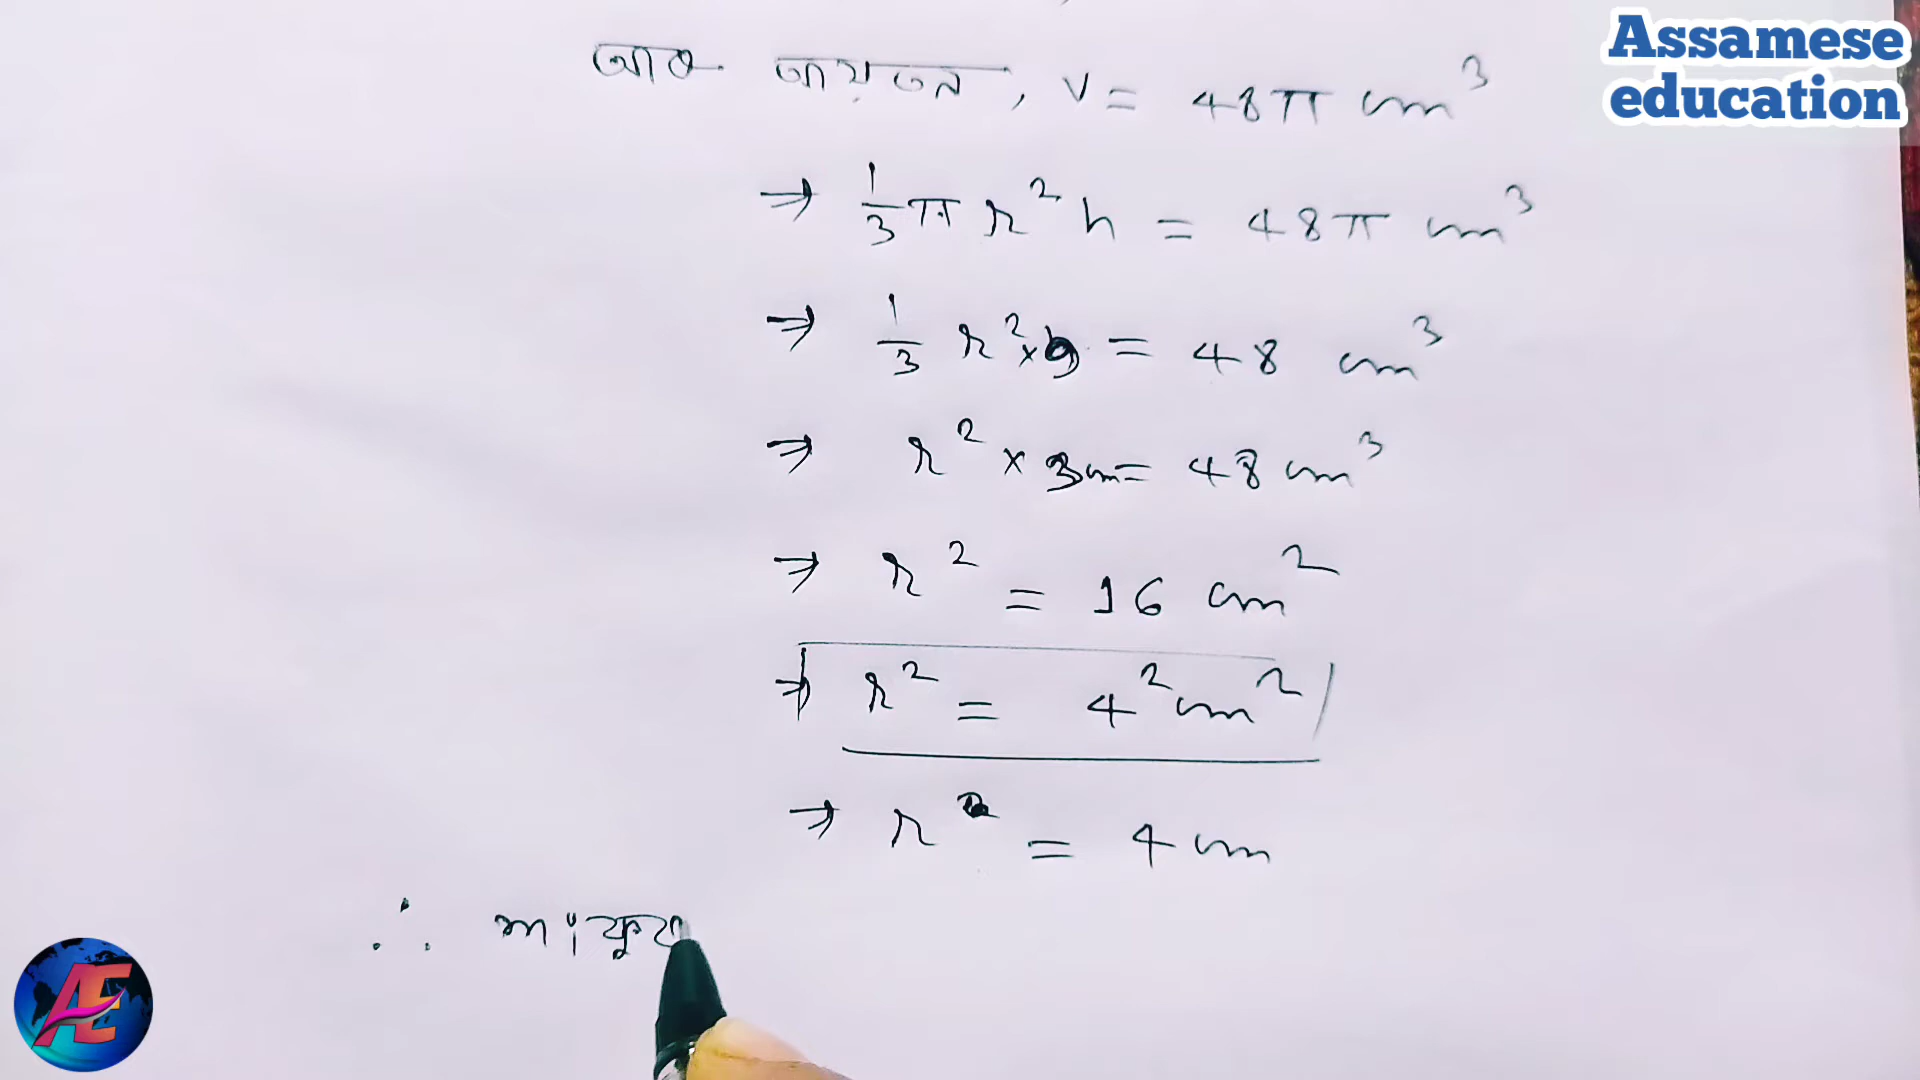 Assamese
education
আৰু আয়তন, V = 48π cm³
⇒ 1/3 π r² h = 48π cm³
⇒ 1/3 r² × 9 = 48 cm³
⇒ r² × 3cm = 48 cm³
⇒ r² = 16 cm²
⇒ r² = 4² cm²
⇒ r = 4 cm
∴
AE